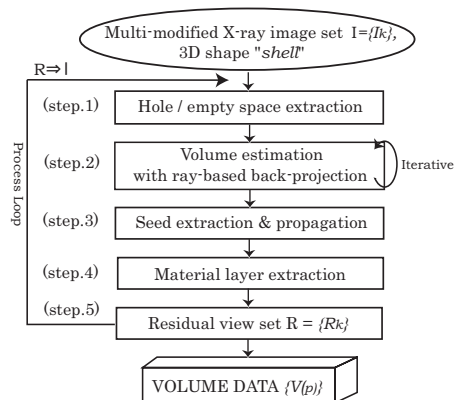 Multi-modified X-ray image set I={Ik},
3D shape "shell"
R⇒I
(step.1)
Hole / empty space extraction
(step.2)
Volume estimation
with ray-based back-projection
Iterative
Process Loop
(step.3)
Seed extraction & propagation
(step.4)
Material layer extraction
(step.5)
Residual view set R = {Rk}
VOLUME DATA {V(p)}